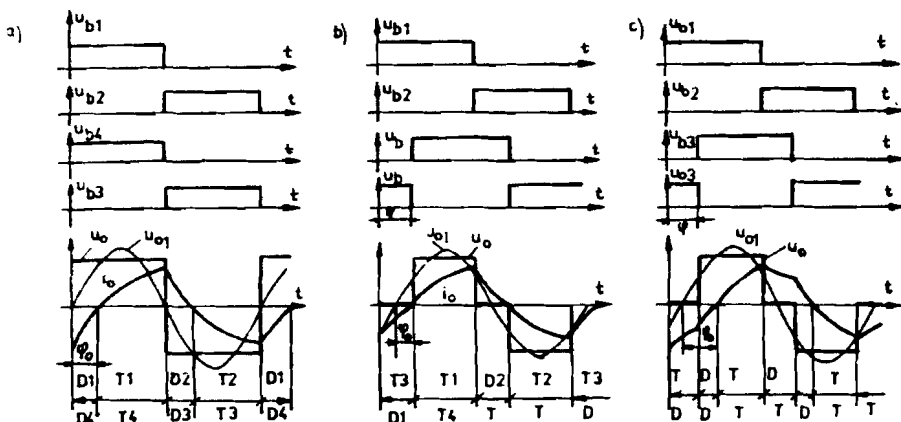 a) u_b1 t
u_b2 t
u_b4 t
u_b3 t
u_o u_o1
i_o t
φ_o
D1 T1 D2 T2 D1
D4 T4 D3 T3 D4
b) u_b1 t
u_b2 t
u_b t
u_b t
ψ
u_o1 u_o
i_o t
φ_o
T3 T1 D2 T2 T3
D1 T4 T T D
c) u_b1 t
u_b2 t
u_b3 t
u_o3 t
φ
u_o1 u_o
t
T D T D T
D D T T D T